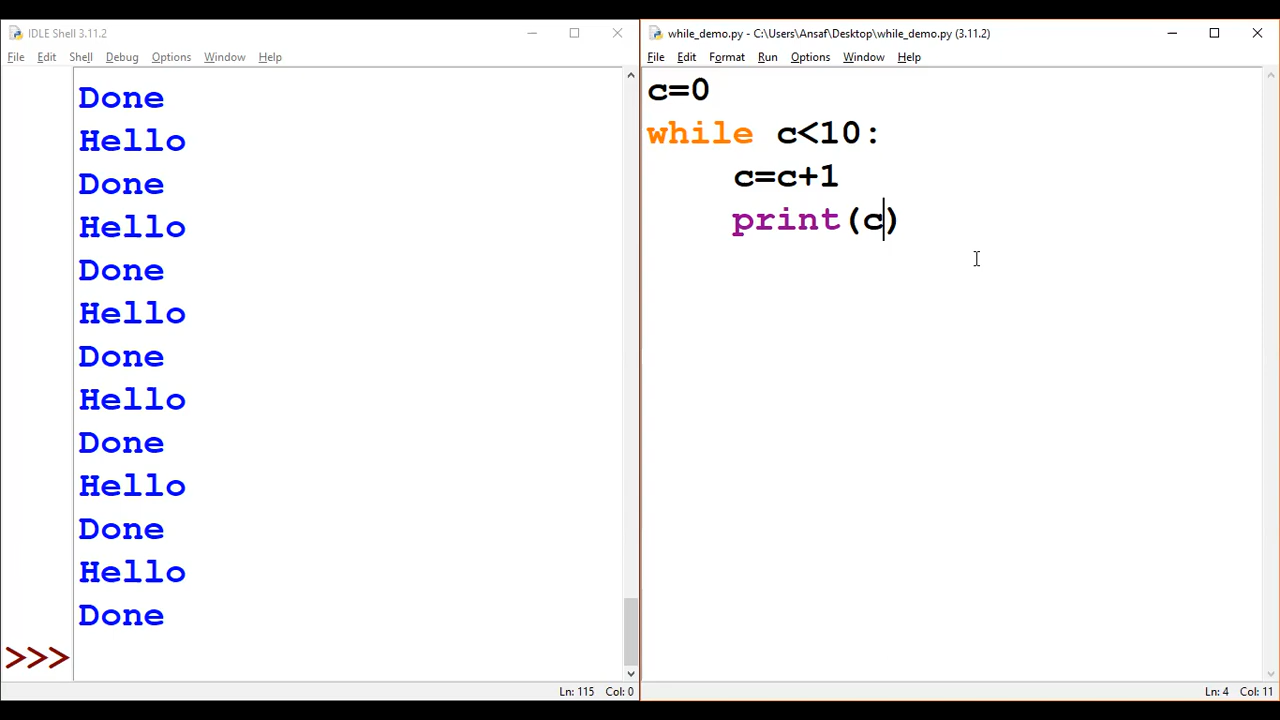 IDLE Shell 3.11.2
File Edit Shell Debug Options Window Help
Done
Hello
Done
Hello
Done
Hello
Done
Hello
Done
Hello
Done
Hello
Done
>>>
Ln: 115 Col: 0
while_demo.py - C:\Users\Ansaf\Desktop\while_demo.py (3.11.2)
File Edit Format Run Options Window Help
c=0
while c<10:
    c=c+1
    print(c)
Ln: 4 Col: 11